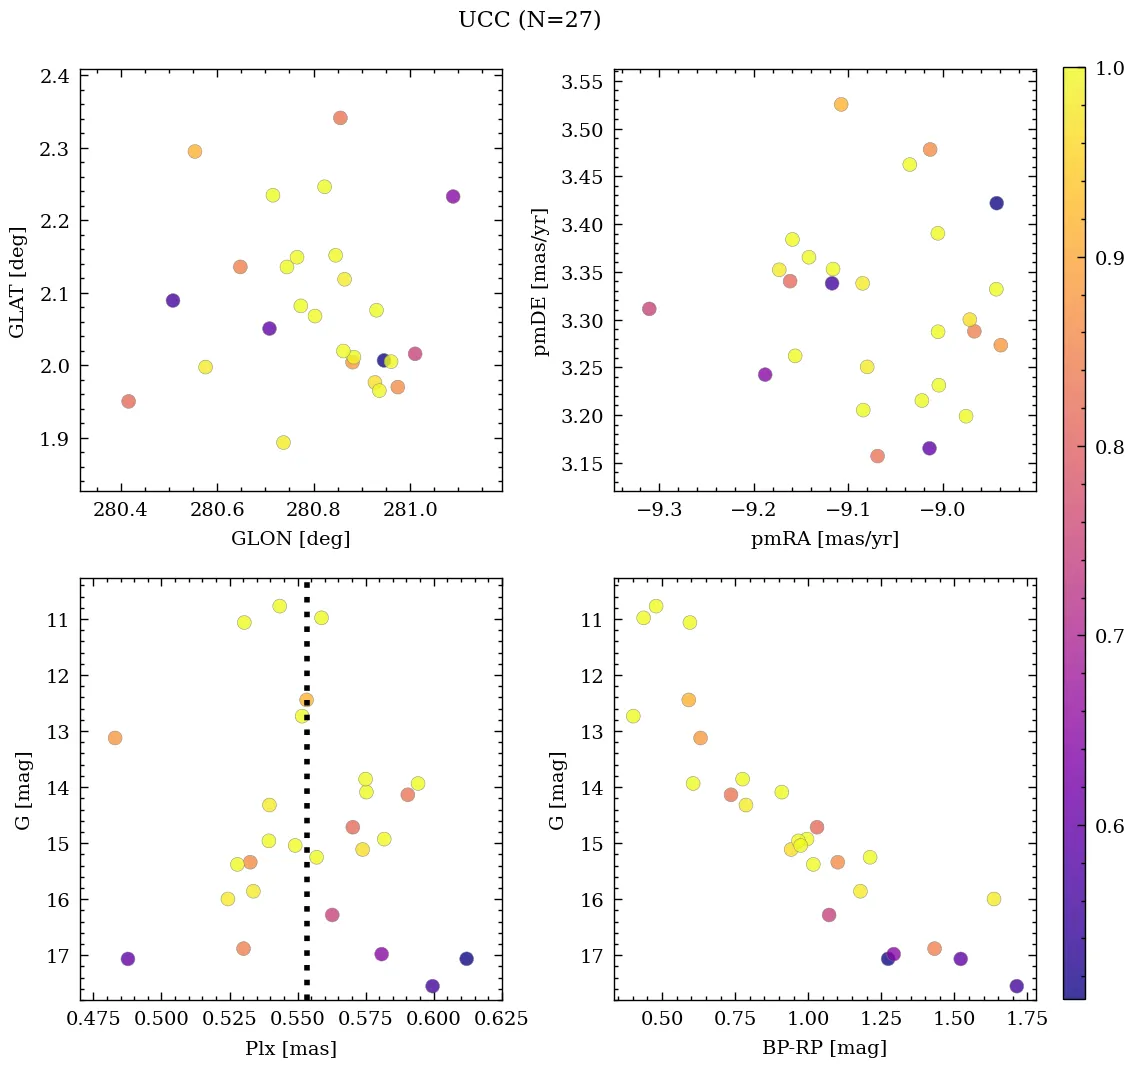 UCC (N=27)
2.4
2.3
2.2
2.1
2.0
1.9
GLAT [deg]
280.4 280.6 280.8 281.0
GLON [deg]
3.55
3.50
3.45
3.40
3.35
3.30
3.25
3.20
3.15
pmDE [mas/yr]
−9.3 −9.2 −9.1 −9.0
pmRA [mas/yr]
11
12
13
14
15
16
17
G [mag]
0.475 0.500 0.525 0.550 0.575 0.600 0.625
Plx [mas]
11
12
13
14
15
16
17
G [mag]
0.50 0.75 1.00 1.25 1.50 1.75
BP-RP [mag]
1.0
0.9
0.8
0.7
0.6